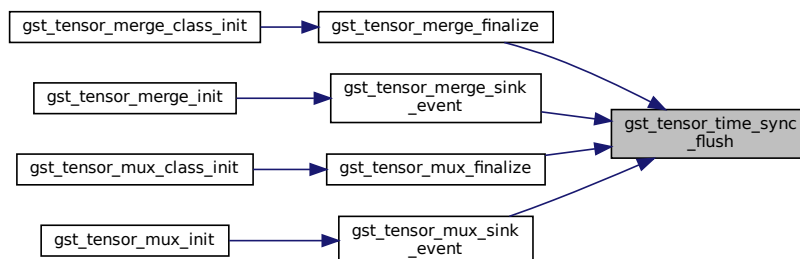 gst_tensor_merge_class_init
gst_tensor_merge_finalize
gst_tensor_merge_init
gst_tensor_merge_sink
_event
gst_tensor_time_sync
_flush
gst_tensor_mux_class_init
gst_tensor_mux_finalize
gst_tensor_mux_init
gst_tensor_mux_sink
_event